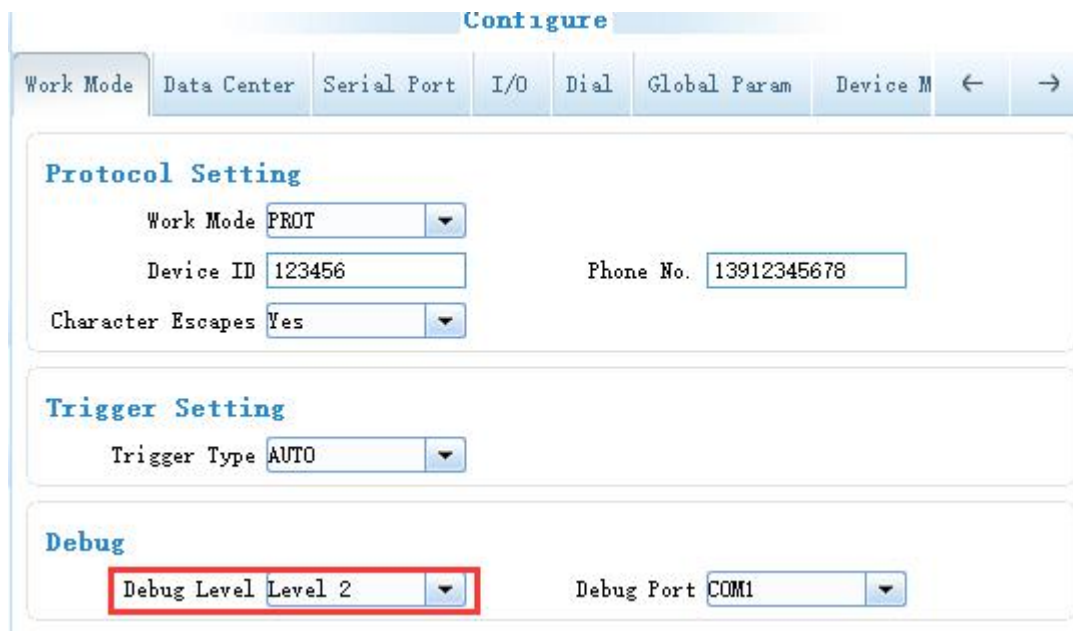 Configure
Work Mode Data Center Serial Port I/O Dial Global Param Device M ← →
Protocol Setting
Work Mode PROT
Device ID 123456 Phone No. 13912345678
Character Escapes Yes
Trigger Setting
Trigger Type AUTO
Debug
Debug Level Level 2 Debug Port COM1